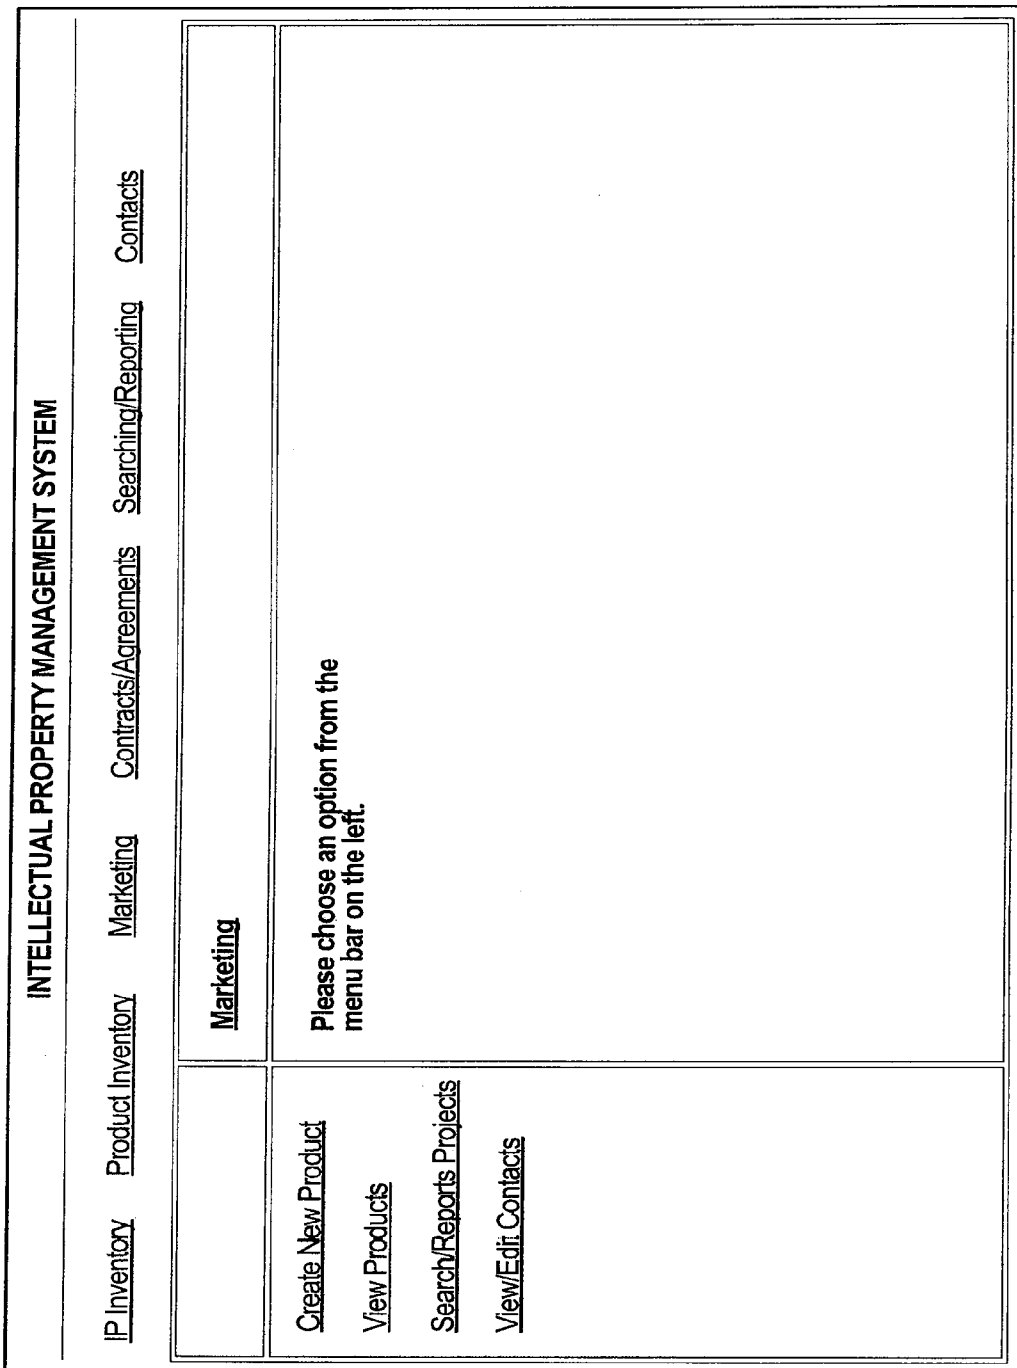 INTELLECTUAL PROPERTY MANAGEMENT SYSTEM
IP Inventory Product Inventory Marketing Contracts/Agreements Searching/Reporting Contacts
Marketing
Create New Product
View Products
Search/Reports Projects
View/Edit Contacts
Please choose an option from the
menu bar on the left.